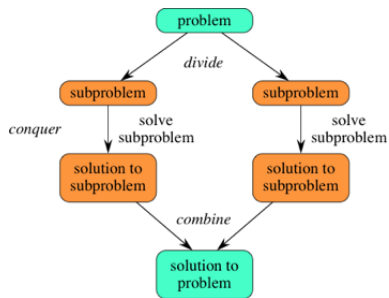 problem
divide
subproblem
subproblem
conquer
solve
subproblem
solve
subproblem
solution to
subproblem
solution to
subproblem
combine
solution to
problem